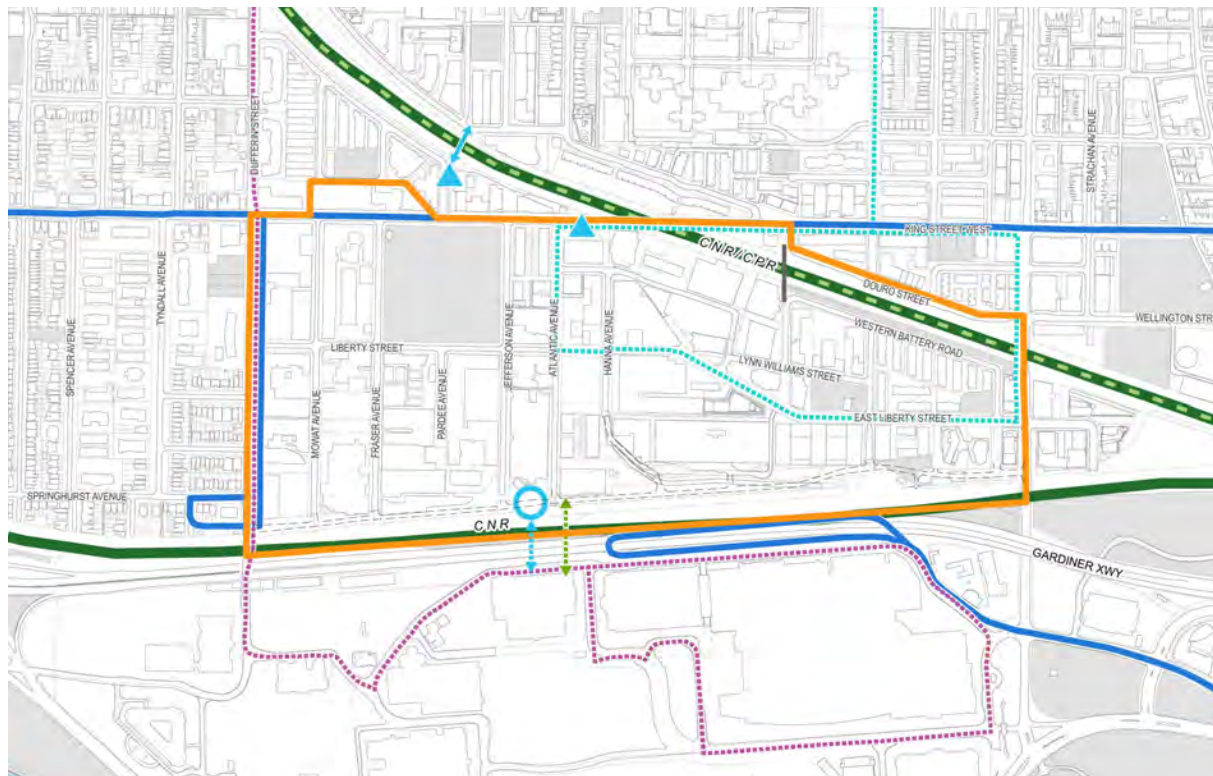 DUFFERIN STREET
STRACHAN AVENUE
KING STREET WEST
C.N.R./C.P.R
DOURO STREET
TYNDALL AVENUE
SPENCER AVENUE
WELLINGTON STR
WESTERN BATTERY ROAD
LIBERTY STREET
JEFFERSON AVENUE
ATLANTIC AVENUE
HANNA AVENUE
LYNN WILLIAMS STREET
MOWAT AVENUE
FRASER AVENUE
PARDEE AVENUE
EAST LIBERTY STREET
SPRINGHURST AVENUE
C.N.R
GARDINER XWY